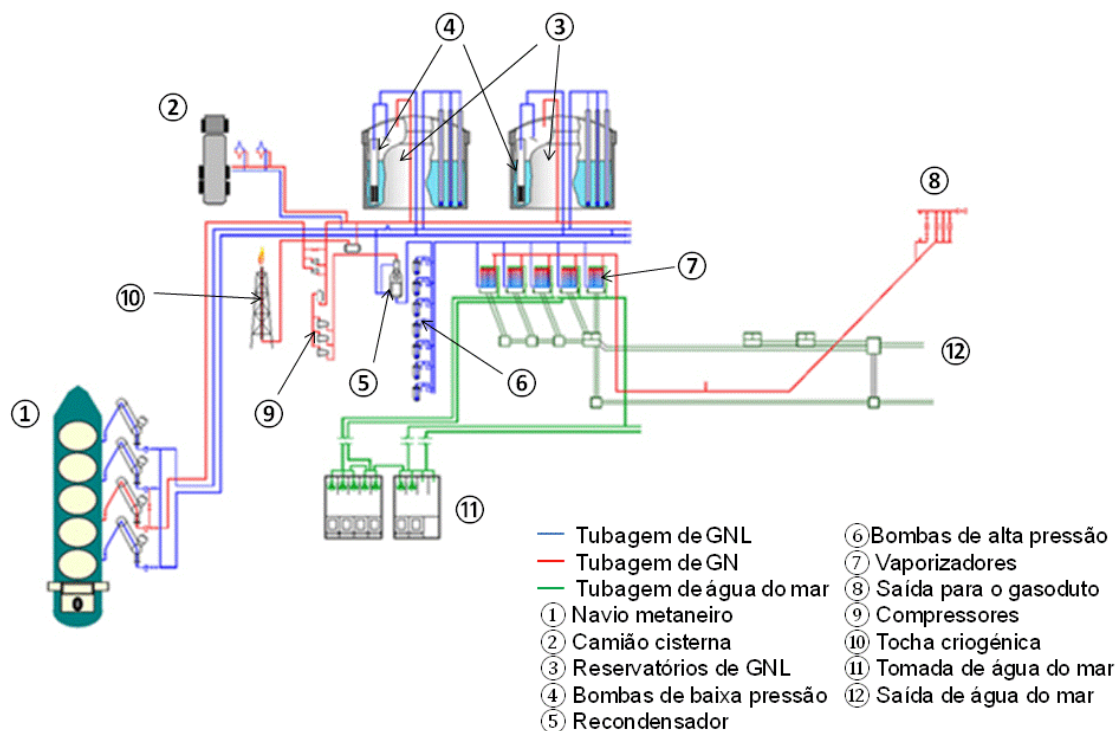 ④
③
②
⑧
⑦
⑩
⑫
⑤
⑥
⑨
①
⑪
Tubagem de GNL
Tubagem de GN
Tubagem de água do mar
① Navio metaneiro
② Camião cisterna
③ Reservatórios de GNL
④ Bombas de baixa pressão
⑤ Recondensador
⑥ Bombas de alta pressão
⑦ Vaporizadores
⑧ Saída para o gasoduto
⑨ Compressores
⑩ Tocha criogénica
⑪ Tomada de água do mar
⑫ Saída de água do mar